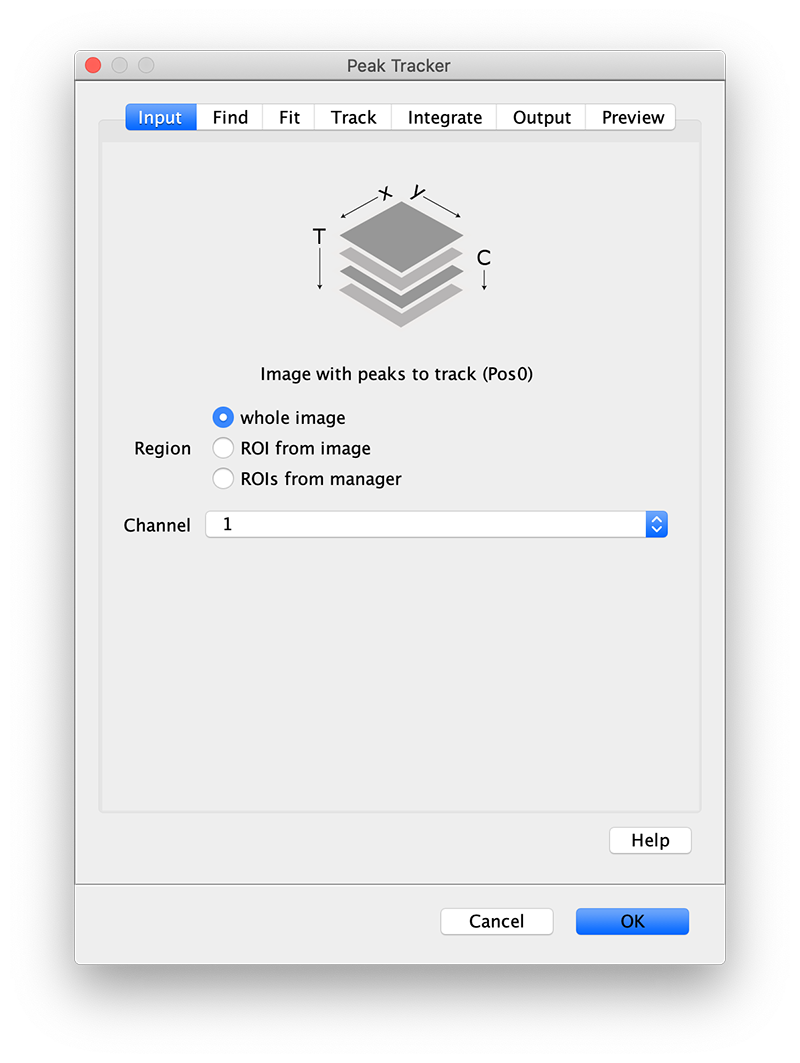 Peak Tracker
Input Find Fit Track Integrate Output Preview
x y
T
C
Image with peaks to track (Pos0)
whole image
Region ROI from image
ROIs from manager
Channel 1
Help
Cancel OK